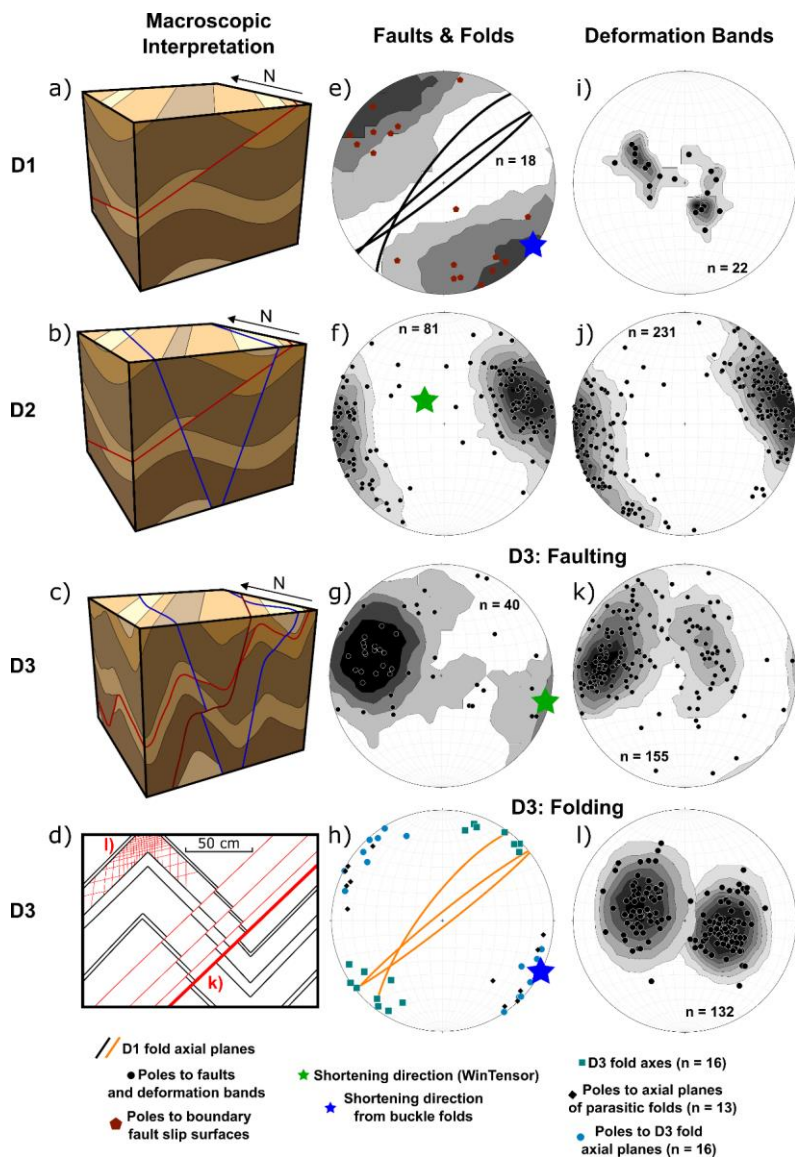 Macroscopic
Interpretation
Faults & Folds
Deformation Bands
a)
N
e)
n = 18
i)
n = 22
D1
b)
N
f)
n = 81
j)
n = 231
D2
D3: Faulting
c)
N
g)
n = 40
k)
n = 155
D3
D3: Folding
d)
l)
50 cm
k)
h)
l)
n = 132
D3
D1 fold axial planes
Poles to faults
and deformation bands
Poles to boundary
fault slip surfaces
Shortening direction (WinTensor)
Shortening direction
from buckle folds
D3 fold axes (n = 16)
Poles to axial planes
of parasitic folds (n = 13)
Poles to D3 fold
axial planes (n = 16)